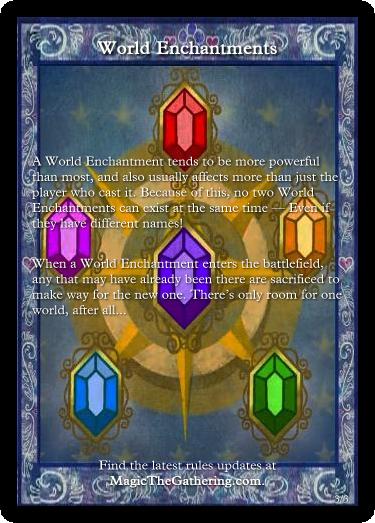 World Enchantments
A World Enchantment tends to be more powerful
than most, and also usually affects more than just the
player who cast it. Because of this, no two World
Enchantments can exist at the same time — Even if
they have different names!
When a World Enchantment enters the battlefield,
any that may have already been there are sacrificed to
make way for the new one. There's only room for one
world, after all...
Find the latest rules updates at
MagicTheGathering.com.
3/3